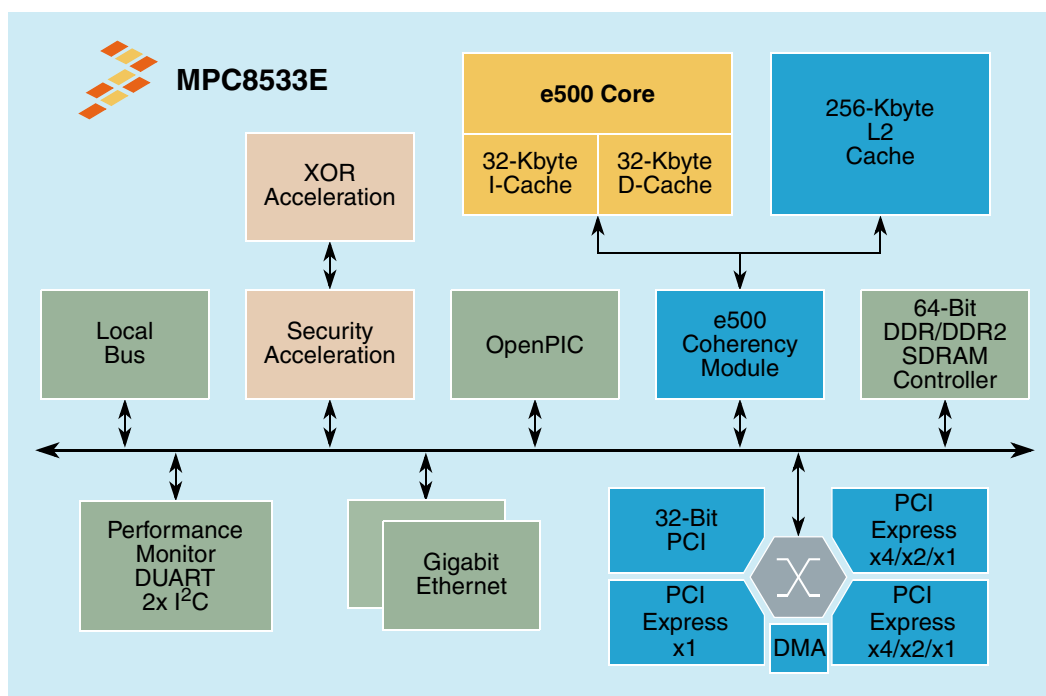 MPC8533E
e500 Core
32-Kbyte
I-Cache
32-Kbyte
D-Cache
256-Kbyte
L2
Cache
XOR
Acceleration
Local
Bus
Security
Acceleration
OpenPIC
e500
Coherency
Module
64-Bit
DDR/DDR2
SDRAM
Controller
Performance
Monitor
DUART
2x I²C
Gigabit
Ethernet
32-Bit
PCI
PCI
Express
x4/x2/x1
PCI
Express
x1
DMA
PCI
Express
x4/x2/x1